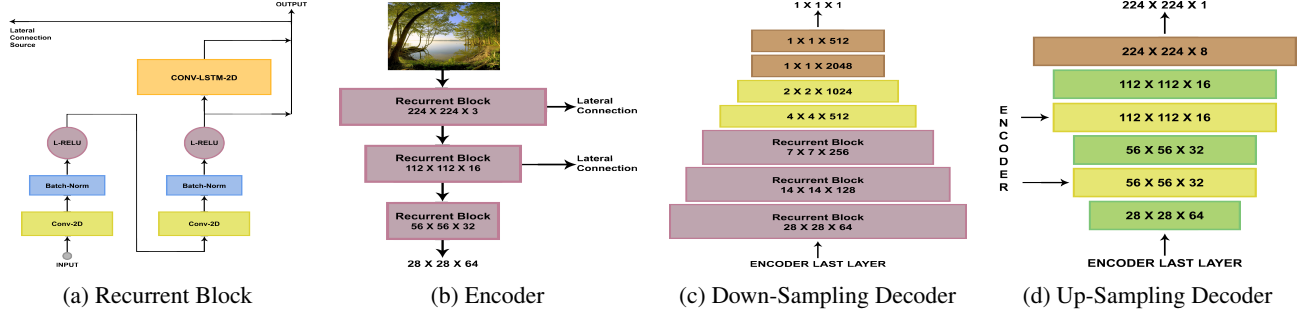 OUTPUT
Lateral
Connection
Source
CONV-LSTM-2D
L-RELU
L-RELU
Batch-Norm
Batch-Norm
Conv-2D
Conv-2D
INPUT
(a) Recurrent Block
Recurrent Block
224 X 224 X 3
Lateral
Connection
Recurrent Block
112 X 112 X 16
Lateral
Connection
Recurrent Block
56 X 56 X 32
28 X 28 X 64
(b) Encoder
1 X 1 X 1
1 X 1 X 512
1 X 1 X 2048
2 X 2 X 1024
4 X 4 X 512
Recurrent Block
7 X 7 X 256
Recurrent Block
14 X 14 X 128
Recurrent Block
28 X 28 X 64
ENCODER LAST LAYER
(c) Down-Sampling Decoder
224 X 224 X 1
224 X 224 X 8
112 X 112 X 16
112 X 112 X 16
56 X 56 X 32
56 X 56 X 32
28 X 28 X 64
ENCODER
ENCODER LAST LAYER
(d) Up-Sampling Decoder